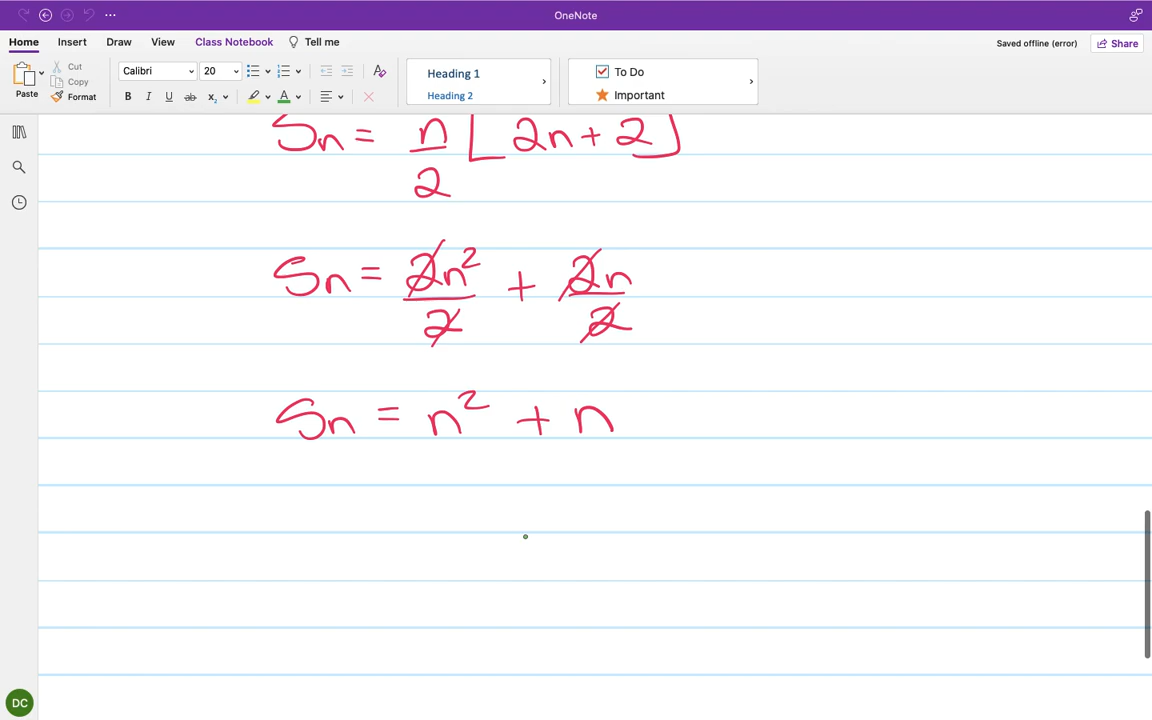 OneNote
Home Insert Draw View Class Notebook Tell me Saved offline (error) Share
Paste Cut Copy Format Calibri 20 B I U ab x₂ A Heading 1 Heading 2 To Do Important
Sn = n/2 [ 2n + 2 ]
Sn = 2n²/2 + 2n/2
Sn = n² + n
DC